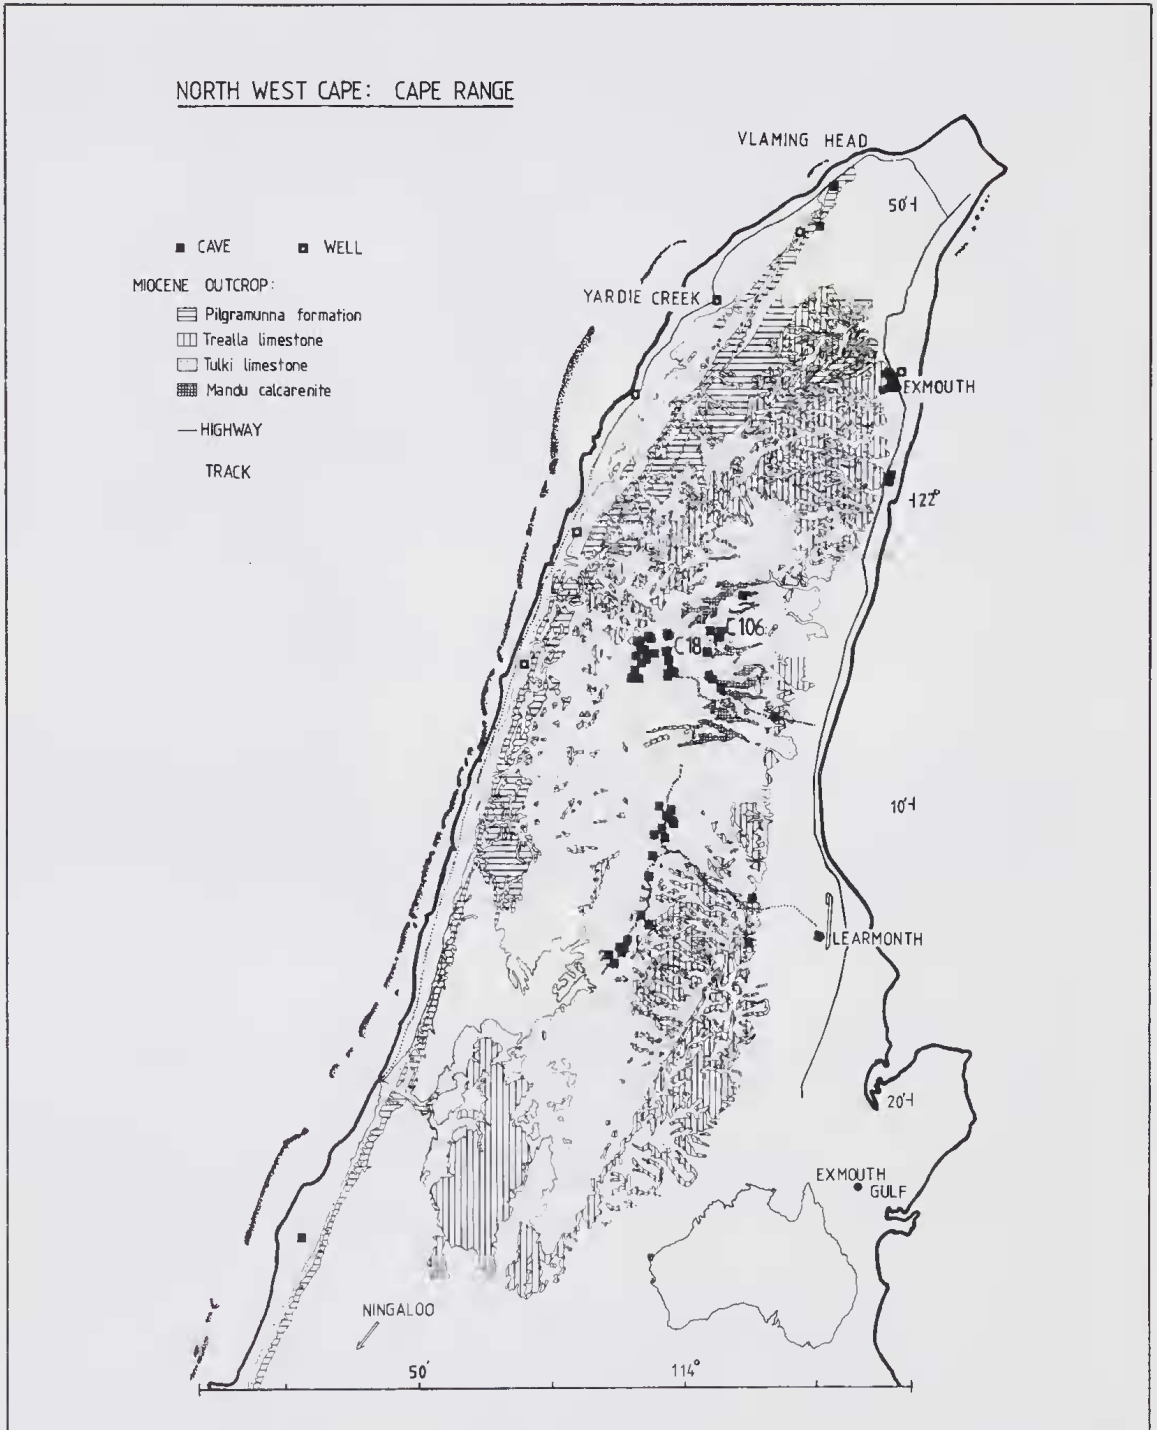 NORTH WEST CAPE: CAPE RANGE
VLAMING HEAD
50'
CAVE
WELL
MIOCENE OUTCROP:
YARDIE CREEK
Pilgramunna formation
Trealla limestone
Tulki limestone
Mandu calcarenite
EXMOUTH
HIGHWAY
TRACK
22°
C106
C18
10'
LEARMONTH
20'
EXMOUTH
GULF
NINGALOO
50'
114°